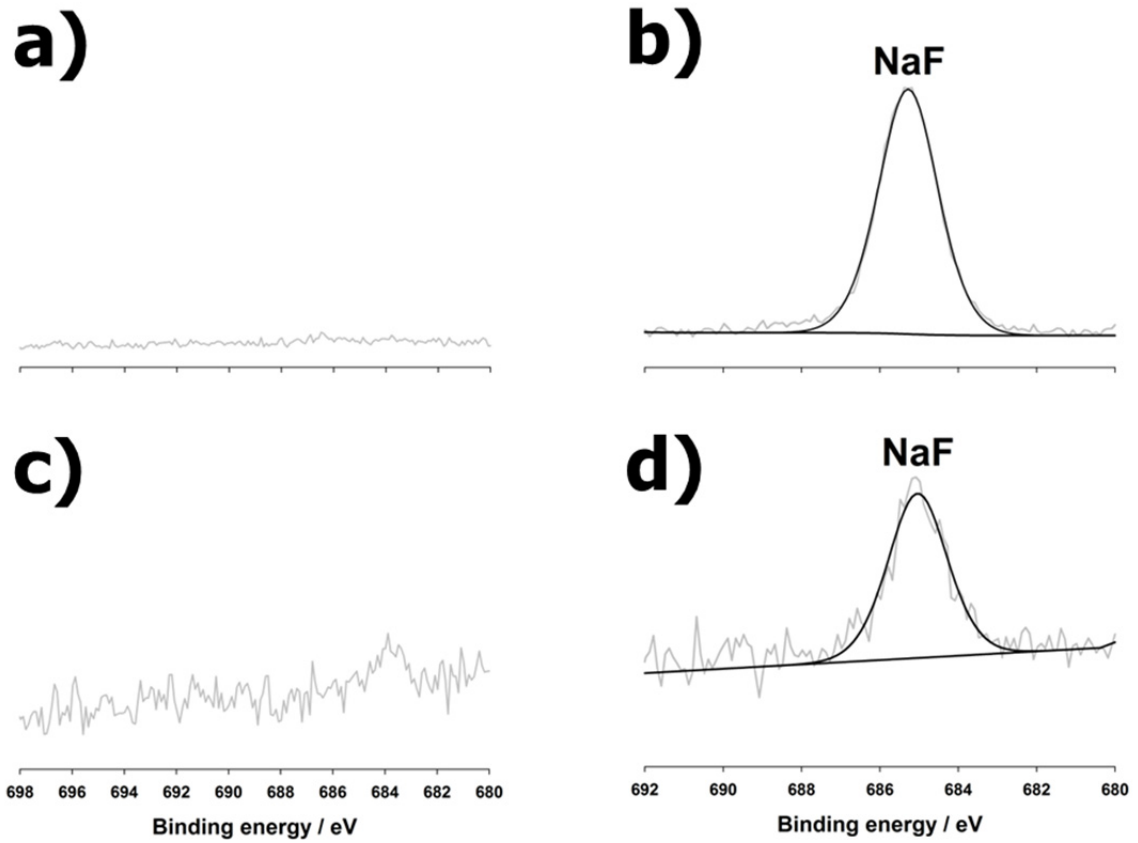 a)
b)
NaF
c)
d)
NaF
698 696 694 692 690 688 686 684 682 680
Binding energy / eV
692 690 688 686 684 682 680
Binding energy / eV